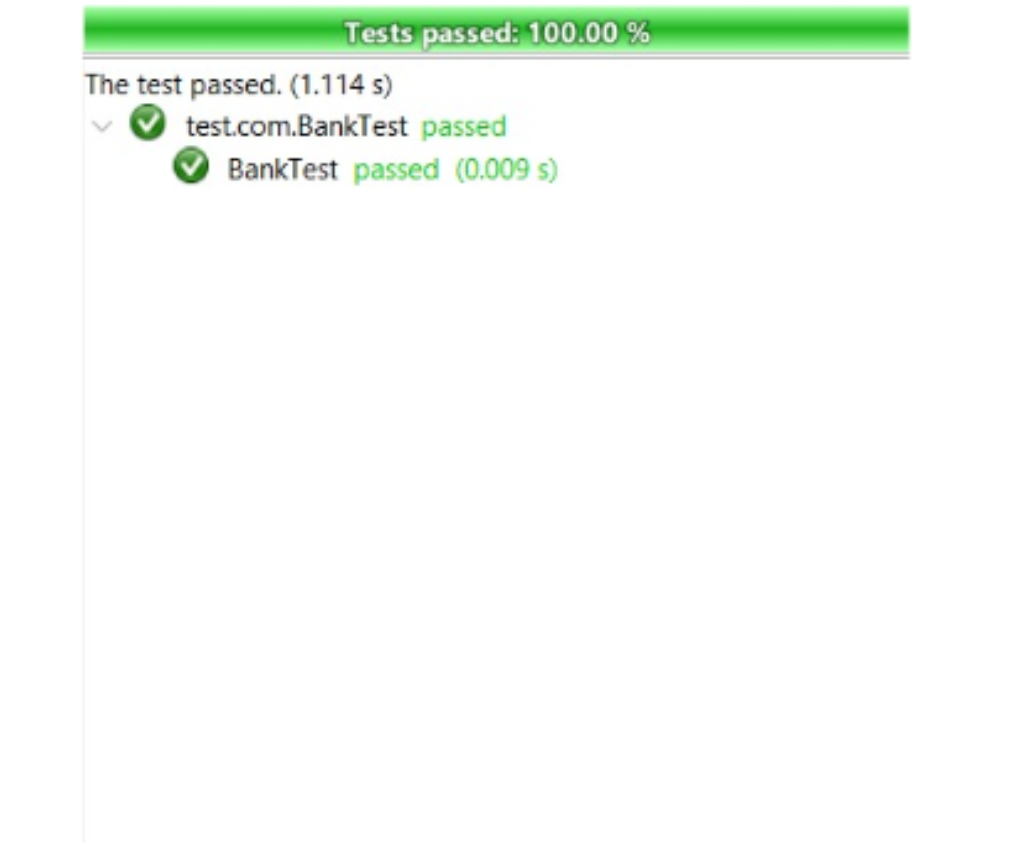 Tests passed: 100.00 %
The test passed. (1.114 s)
test.com.BankTest passed
BankTest passed (0.009 s)